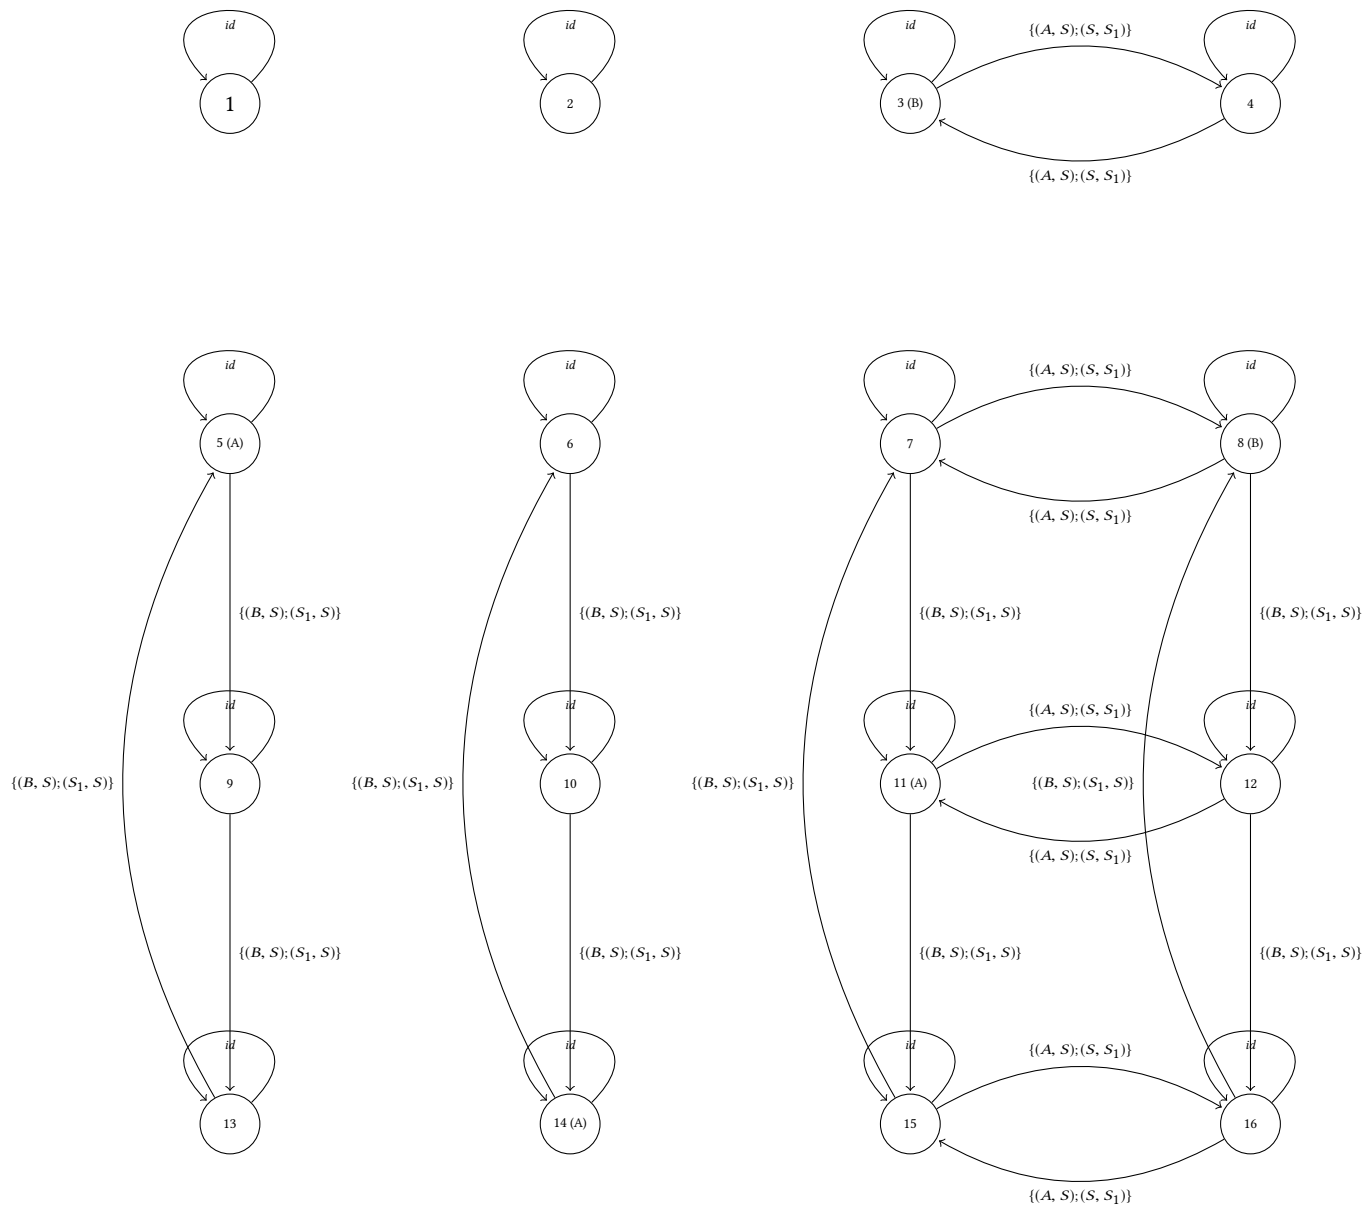 id id id {(A, S);(S, S₁)} id
1 2 3 (B) 4
{(A, S);(S, S₁)}
id id id {(A, S);(S, S₁)} id
5 (A) 6 7 8 (B)
{(A, S);(S, S₁)}
{(B, S);(S₁, S)} {(B, S);(S₁, S)} {(B, S);(S₁, S)} {(B, S);(S₁, S)}
id id id {(A, S);(S, S₁)} id
{(B, S);(S₁, S)} 9 {(B, S);(S₁, S)} 10 {(B, S);(S₁, S)} 11 (A) {(B, S);(S₁, S)} 12
{(A, S);(S, S₁)}
{(B, S);(S₁, S)} {(B, S);(S₁, S)} {(B, S);(S₁, S)} {(B, S);(S₁, S)}
id id id {(A, S);(S, S₁)} id
13 14 (A) 15 16
{(A, S);(S, S₁)}